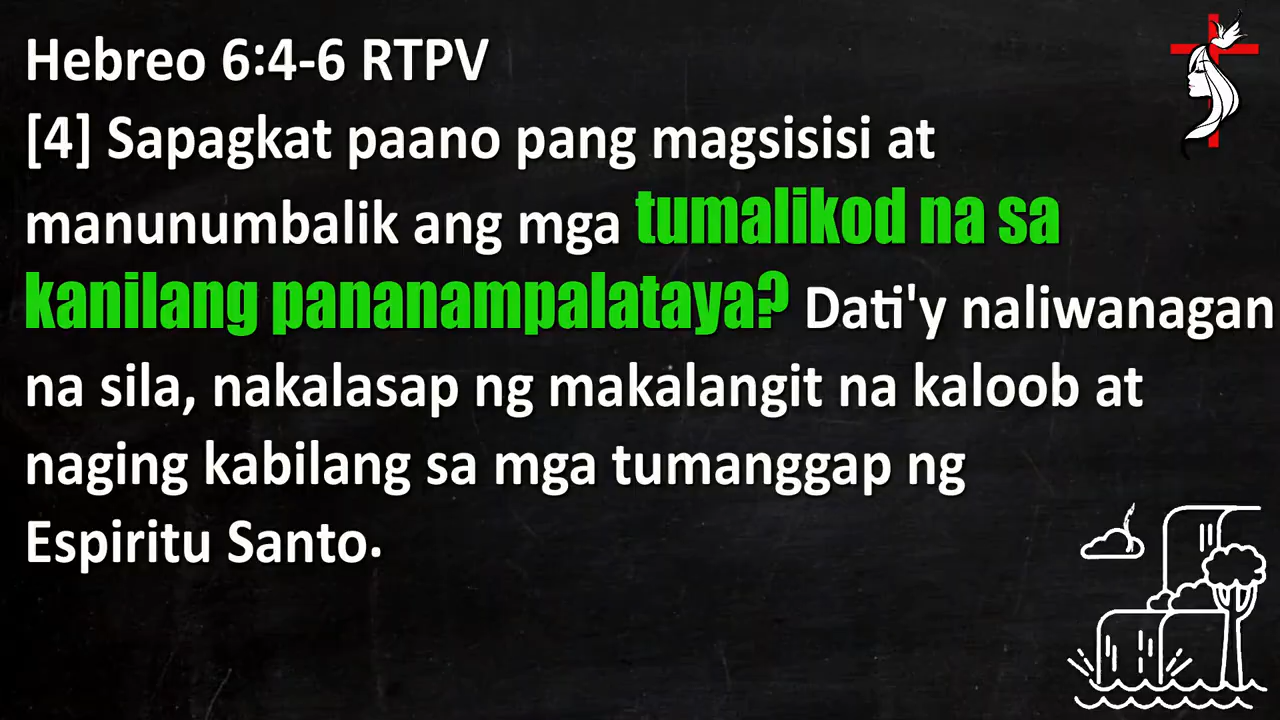 Hebreo 6:4-6 RTPV
[4] Sapagkat paano pang magsisisi at
manunumbalik ang mga tumalikod na sa
kanilang pananampalataya? Dati'y naliwanagan
na sila, nakalasap ng makalangit na kaloob at
naging kabilang sa mga tumanggap ng
Espiritu Santo.